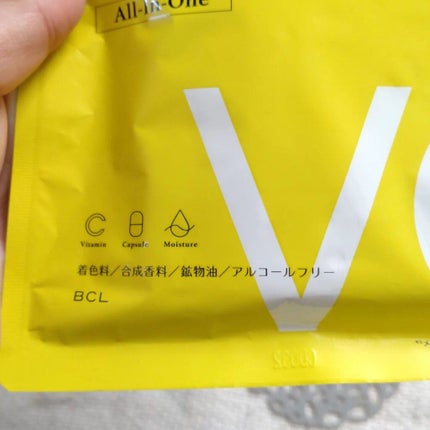 All-in-One
VC
Vitamin Capsule Moisture
着色料／合成香料／鉱物油／アルコールフリー
BCL